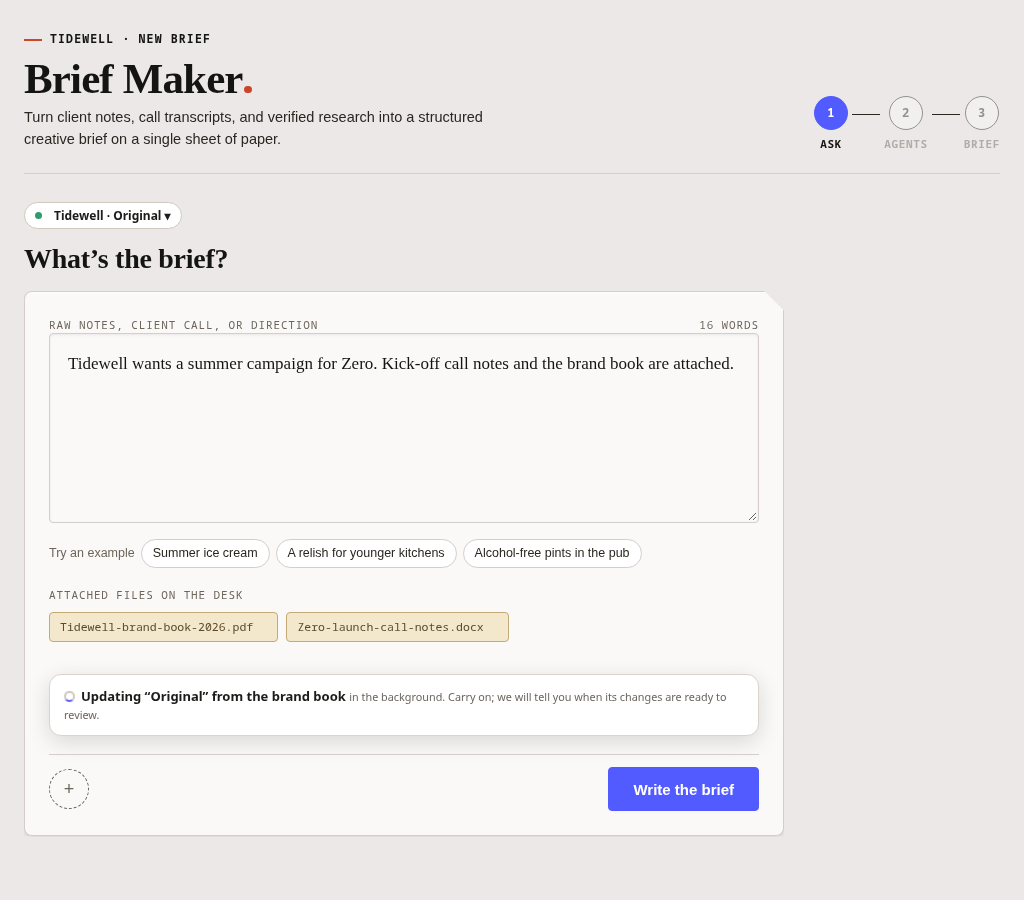 TIDEWELL · NEW BRIEF
Brief Maker.
Turn client notes, call transcripts, and verified research into a structured
creative brief on a single sheet of paper.
1
2
3
ASK
AGENTS
BRIEF
Tidewell · Original ▾
What’s the brief?
RAW NOTES, CLIENT CALL, OR DIRECTION
16 WORDS
Tidewell wants a summer campaign for Zero. Kick-off call notes and the brand book are attached.
Try an example
Summer ice cream
A relish for younger kitchens
Alcohol-free pints in the pub
ATTACHED FILES ON THE DESK
Tidewell-brand-book-2026.pdf
Zero-launch-call-notes.docx
Updating “Original” from the brand book in the background. Carry on; we will tell you when its changes are ready to
review.
+
Write the brief